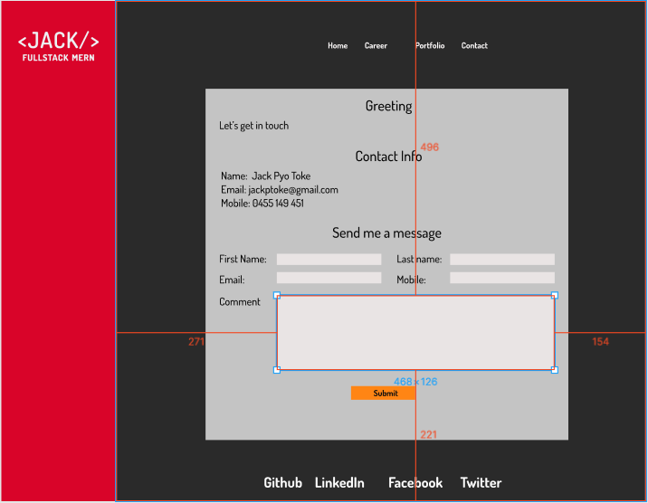 <JACK/>
FULLSTACK MERN
Home Career Portfolio Contact
Greeting
Let's get in touch
496
Contact Info
Name: Jack Pyo Toke
Email: jackptoke@gmail.com
Mobile: 0455 149 451
Send me a message
First Name: Last name:
Email: Mobile:
Comment
271 154
468 × 126
Submit
221
Github LinkedIn Facebook Twitter